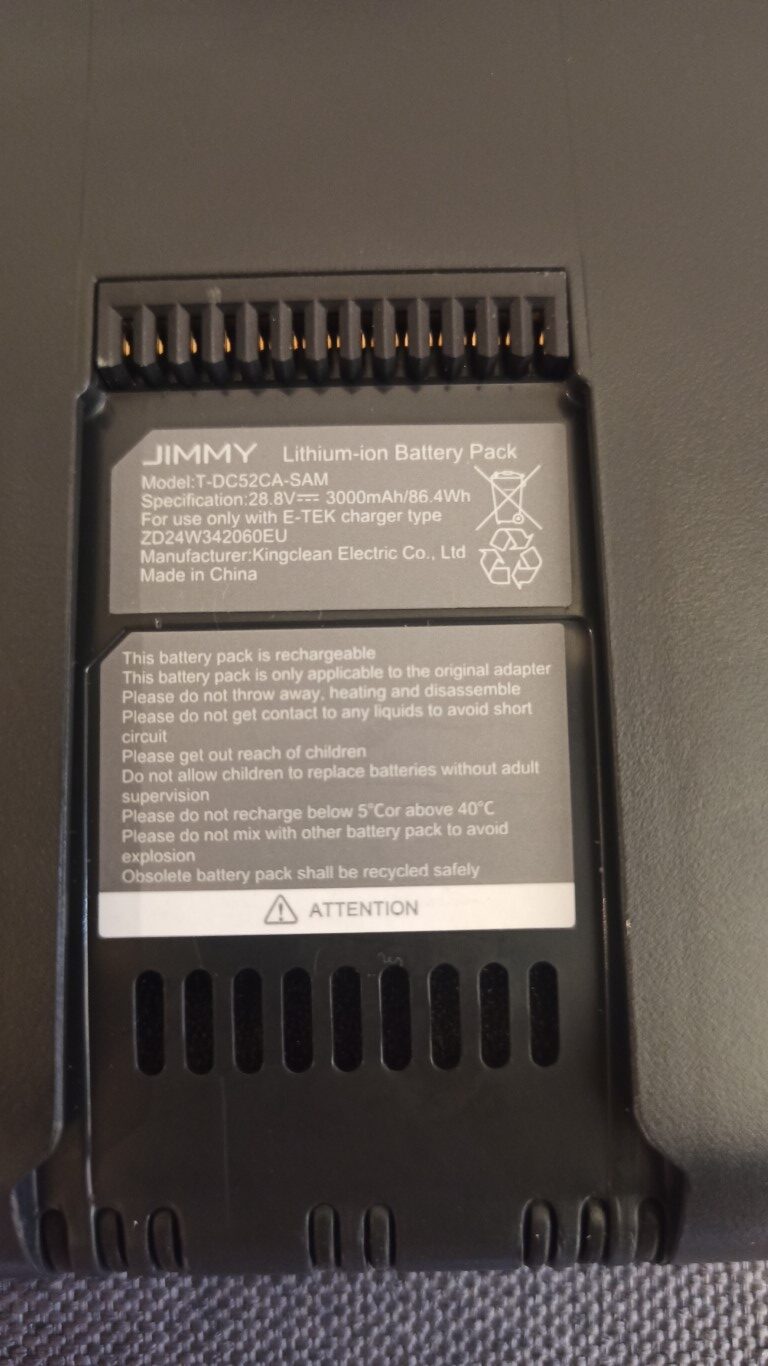 JIMMY Lithium-ion Battery Pack
Model:T-DC52CA-SAM
Specification:28.8V⎓ 3000mAh/86.4Wh
For use only with E-TEK charger type
ZD24W342060EU
Manufacturer:Kingclean Electric Co., Ltd
Made in China
This battery pack is rechargeable
This battery pack is only applicable to the original adapter
Please do not throw away, heating and disassemble
Please do not get contact to any liquids to avoid short
circuit
Please get out reach of children
Do not allow children to replace batteries without adult
supervision
Please do not recharge below 5℃or above 40℃
Please do not mix with other battery pack to avoid
explosion
Obsolete battery pack shall be recycled safely
ATTENTION